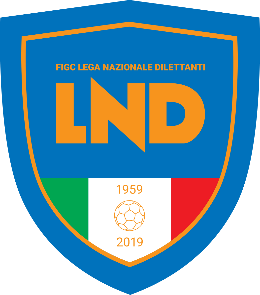 FIGC LEGA NAZIONALE DILETTANTI
LND
1959
2019